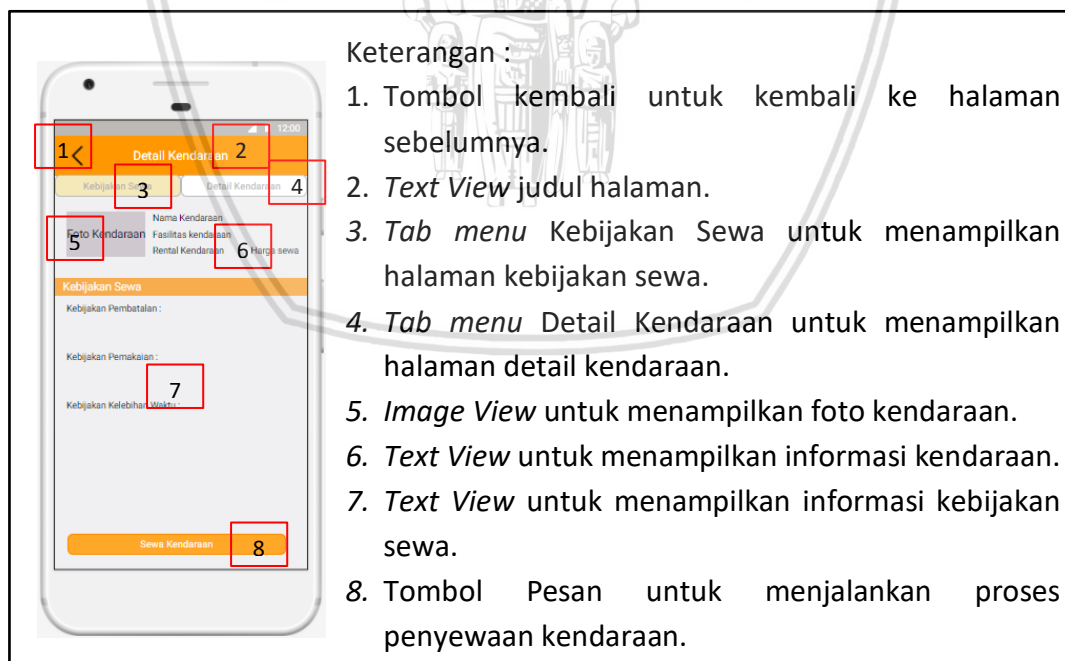 12:00
1
Detail Kendaraan 2
Kebijakan Sewa 3
Detail Kendaraan 4
Foto Kendaraan 5
Nama Kendaraan
Fasilitas kendaraan
Rental Kendaraan 6 Harga sewa
Kebijakan Sewa
Kebijakan Pembatalan :
Kebijakan Pemakaian :
7
Kebijakan Kelebihan Waktu :
Sewa Kendaraan 8
Keterangan :
1. Tombol kembali untuk kembali ke halaman
sebelumnya.
2. Text View judul halaman.
3. Tab menu Kebijakan Sewa untuk menampilkan
halaman kebijakan sewa.
4. Tab menu Detail Kendaraan untuk menampilkan
halaman detail kendaraan.
5. Image View untuk menampilkan foto kendaraan.
6. Text View untuk menampilkan informasi kendaraan.
7. Text View untuk menampilkan informasi kebijakan
sewa.
8. Tombol Pesan untuk menjalankan proses
penyewaan kendaraan.